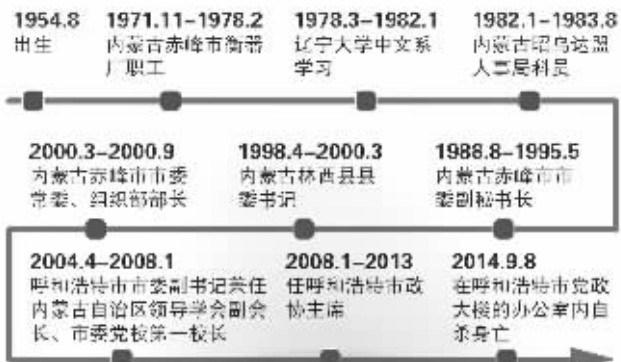 1954.8
出生
1971.11–1978.2
内蒙古赤峰市衡器
厂职工
1978.3–1982.1
辽宁大学中文系
学习
1982.1–1983.8
内蒙古昭乌达盟
人事局科员
2000.3–2000.9
内蒙古赤峰市市委
常委、组织部部长
1998.4–2000.3
内蒙古林西县县
委书记
1988.8–1995.5
内蒙古赤峰市市
委副秘书长
2004.4–2008.1
呼和浩特市市委副书记兼任
内蒙古自治区领导学会副会
长、市委党校第一校长
2008.1–2013
任呼和浩特市政
协主席
2014.9.8
在呼和浩特市党政
大楼的办公室内自
杀身亡